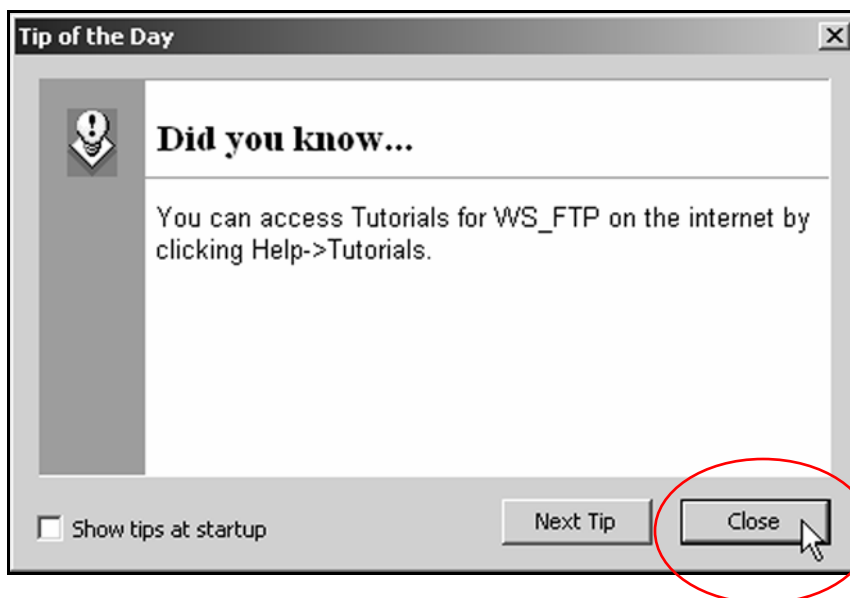 Tip of the Day
Did you know...
You can access Tutorials for WS_FTP on the internet by
clicking Help->Tutorials.
Show tips at startup
Next Tip
Close